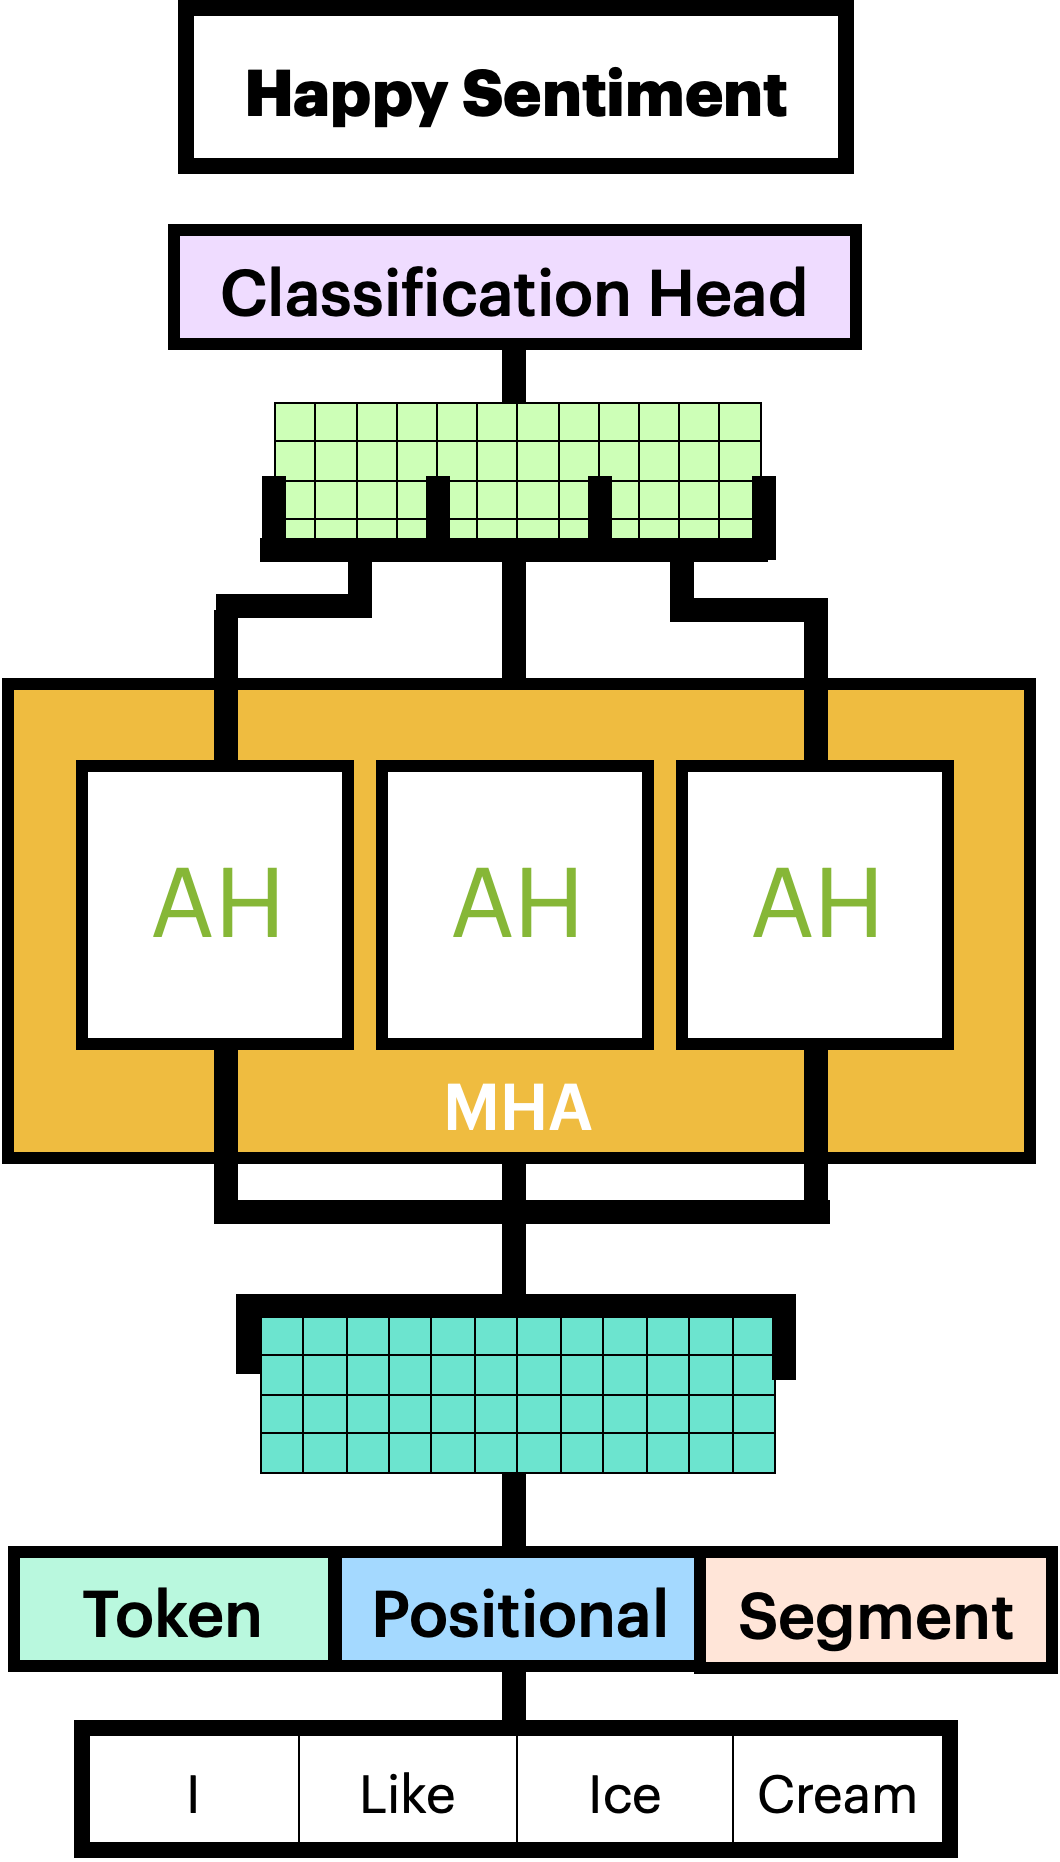 Happy Sentiment
Classification Head
AH AH AH
MHA
Token Positional Segment
I Like Ice Cream